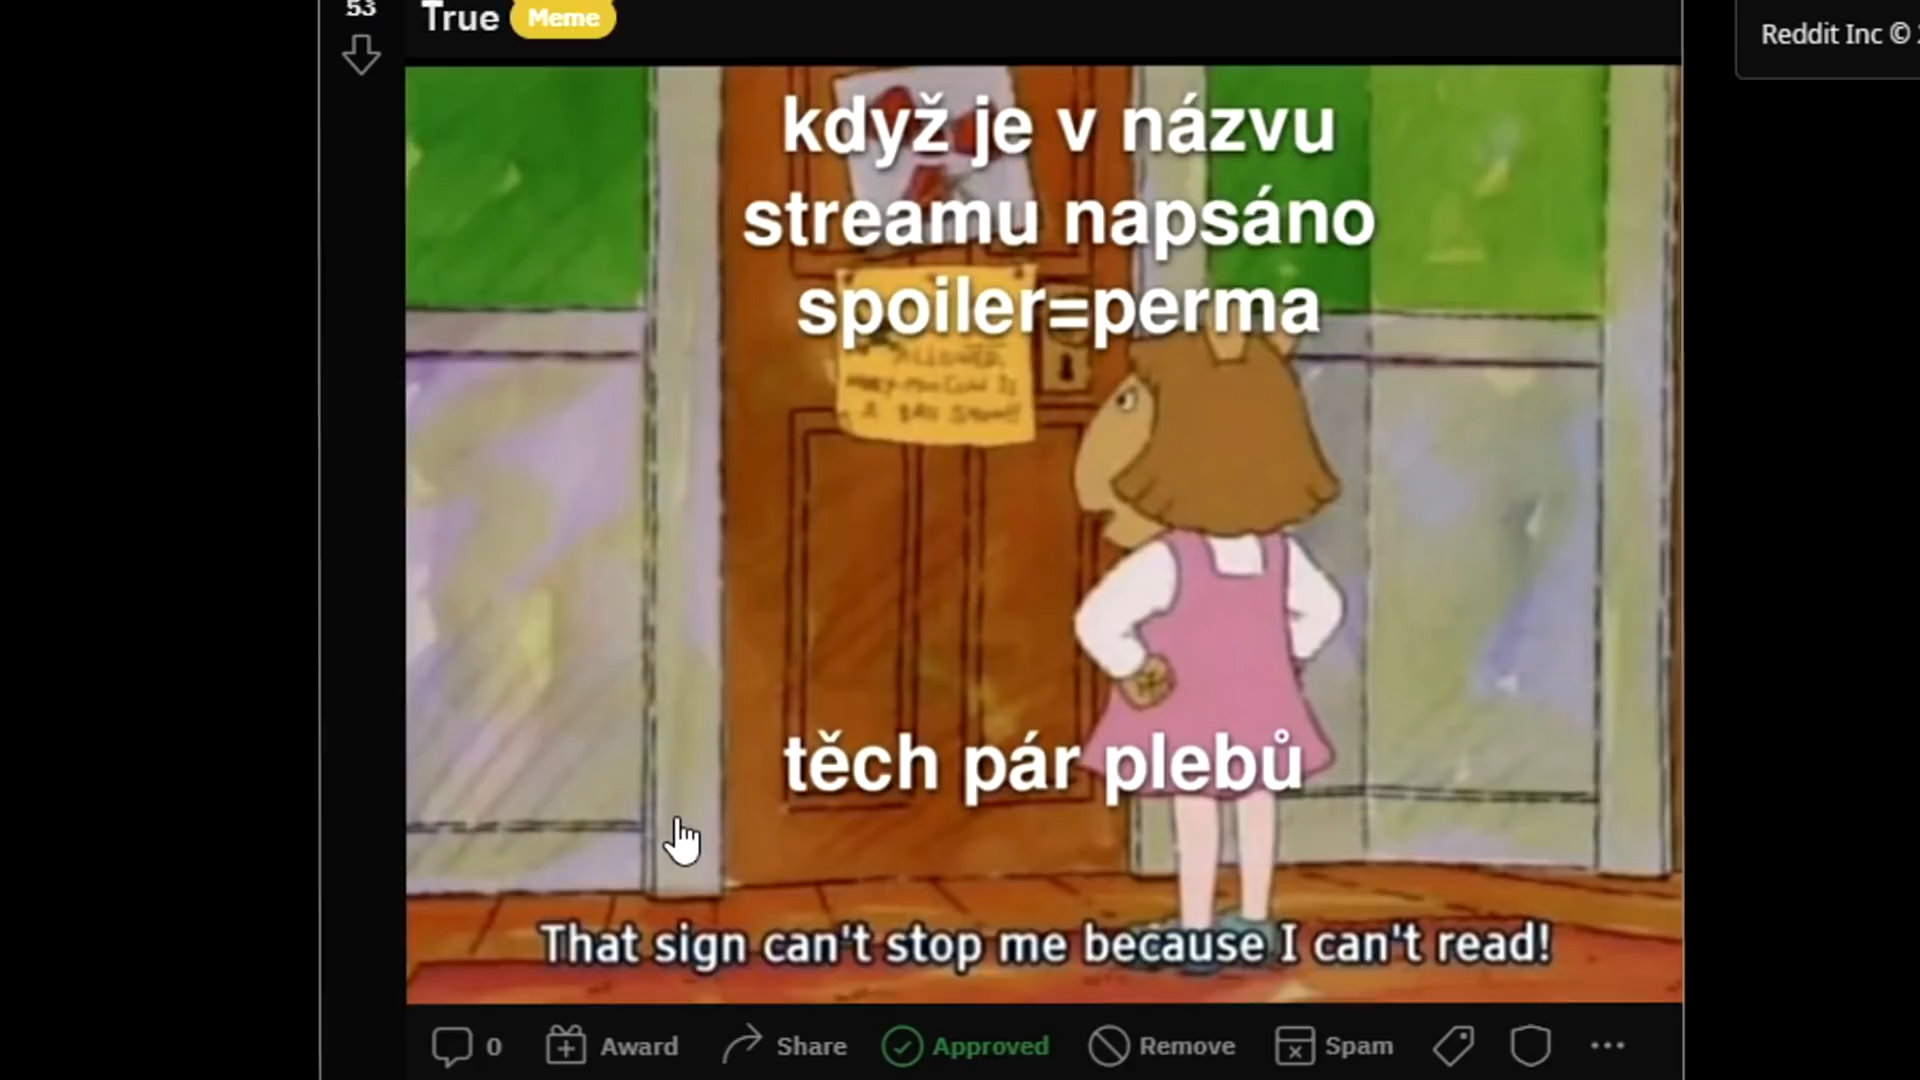 53
True Meme
Reddit Inc ©
když je v názvu
streamu napsáno
spoiler=perma
těch pár plebů
That sign can't stop me because I can't read!
0 Award Share Approved Remove Spam